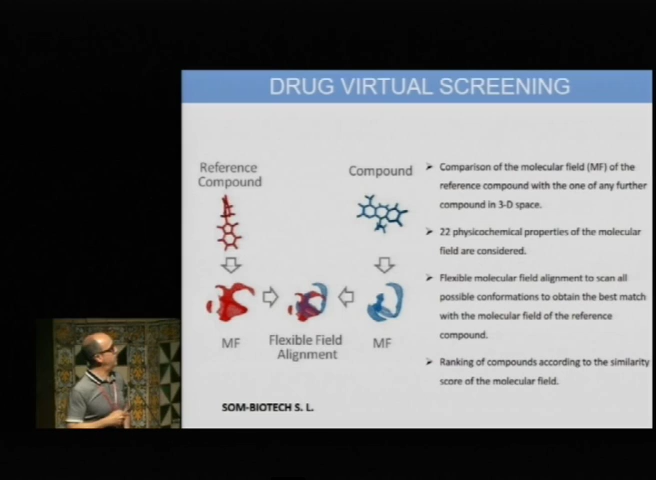 DRUG VIRTUAL SCREENING
Reference
Compound
Compound
MF
Flexible Field
Alignment
MF
➢ Comparison of the molecular field (MF) of the
reference compound with the one of any further
compound in 3-D space.
➢ 22 physicochemical properties of the molecular
field are considered.
➢ Flexible molecular field alignment to scan all
possible conformations to obtain the best match
with the molecular field of the reference
compound.
➢ Ranking of compounds according to the similarity
score of the molecular field.
SOM-BIOTECH S. L.